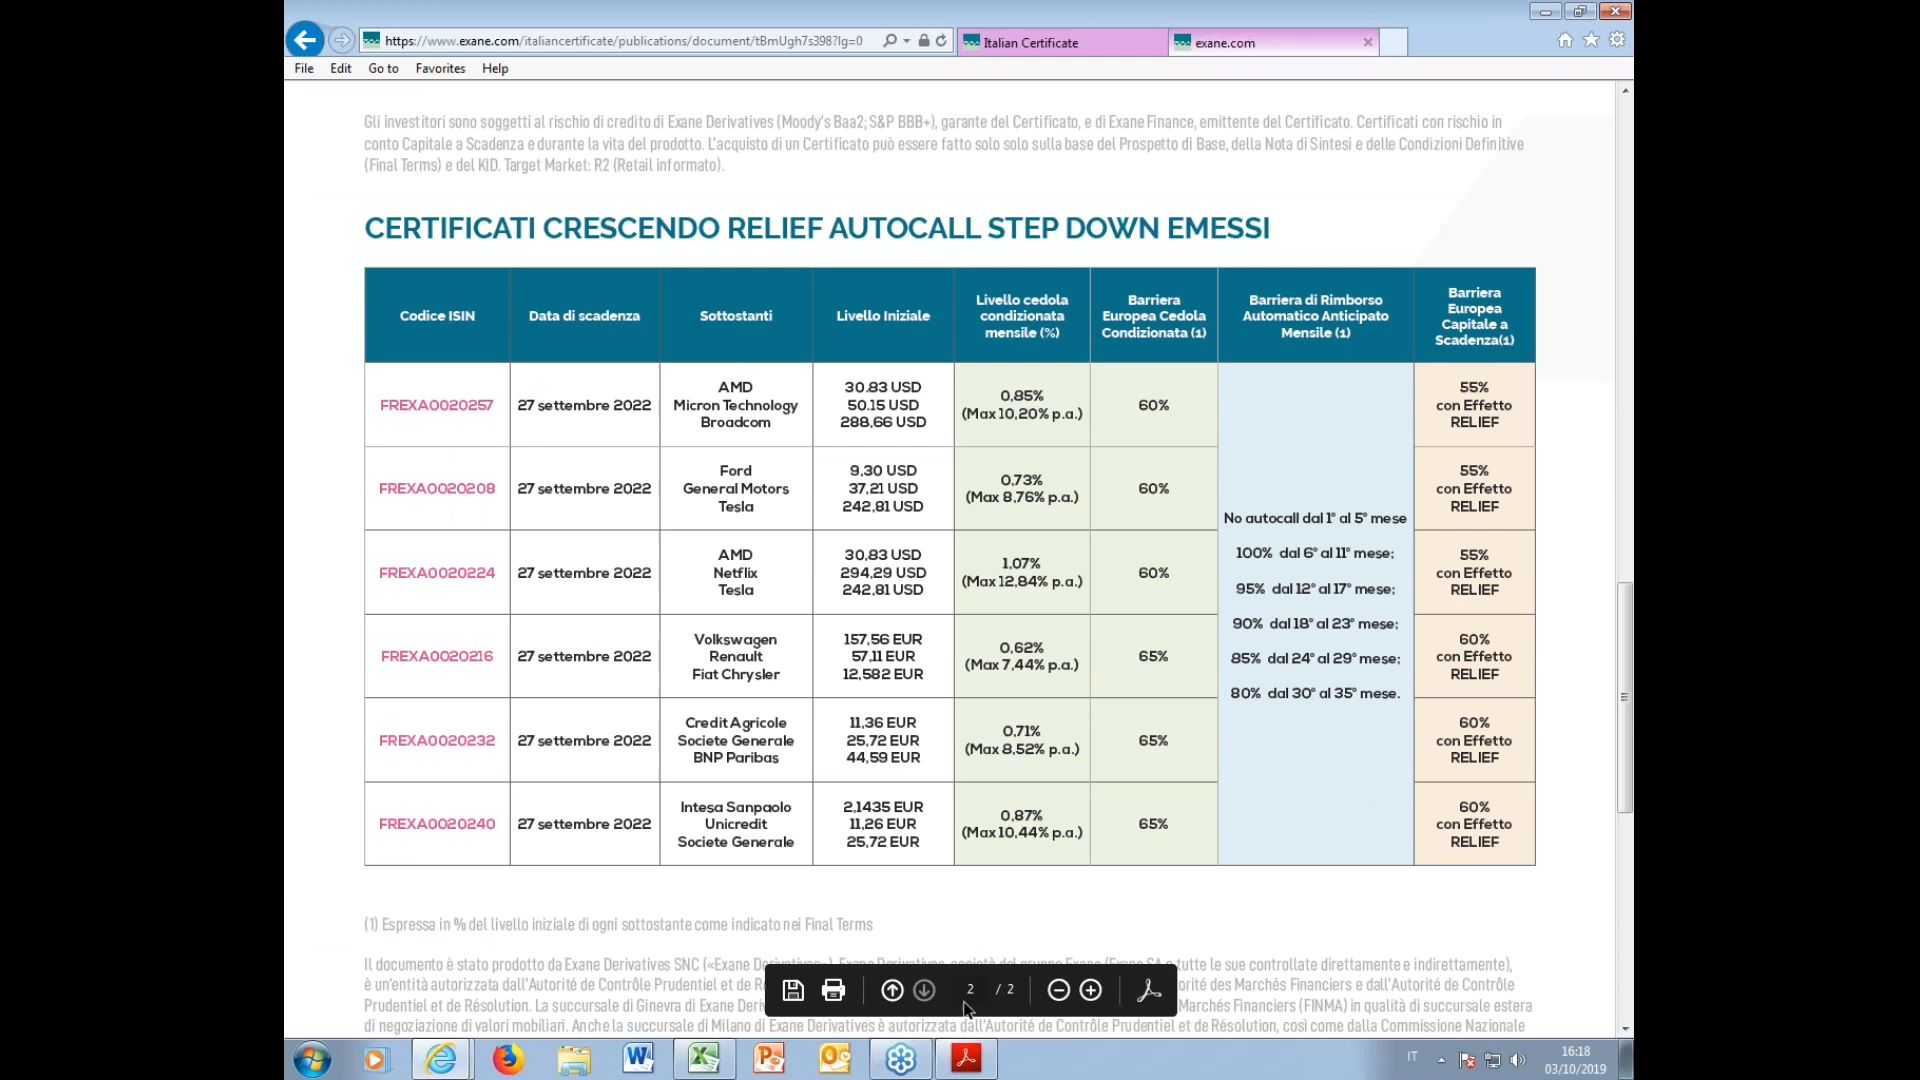 https://www.exane.com/italiancertificate/publications/document/tBmUgh7s398?lg=0
Italian Certificate
exane.com
File Edit Go to Favorites Help
Gli investitori sono soggetti al rischio di credito di Exane Derivatives (Moody's Baa2; S&P BBB+), garante del Certificato, e di Exane Finance, emittente del Certificato. Certificati con rischio in
conto Capitale a Scadenza e durante la vita del prodotto. L'acquisto di un Certificato può essere fatto solo solo sulla base del Prospetto di Base, della Nota di Sintesi e delle Condizioni Definitive
(Final Terms) e del KID. Target Market: R2 (Retail informato).
CERTIFICATI CRESCENDO RELIEF AUTOCALL STEP DOWN EMESSI
Codice ISIN
Data di scadenza
Sottostanti
Livello Iniziale
Livello cedola
condizionata
mensile (%)
Barriera
Europea Cedola
Condizionata (1)
Barriera di Rimborso
Automatico Anticipato
Mensile (1)
Barriera
Europea
Capitale a
Scadenza(1)
FREXA0020257
27 settembre 2022
AMD
Micron Technology
Broadcom
30.83 USD
50.15 USD
288,66 USD
0,85%
(Max 10,20% p.a.)
60%
55%
con Effetto
RELIEF
FREXA0020208
27 settembre 2022
Ford
General Motors
Tesla
9,30 USD
37,21 USD
242,81 USD
0,73%
(Max 8,76% p.a.)
60%
55%
con Effetto
RELIEF
FREXA0020224
27 settembre 2022
AMD
Netflix
Tesla
30,83 USD
294,29 USD
242,81 USD
1,07%
(Max 12,84% p.a.)
60%
55%
con Effetto
RELIEF
FREXA0020216
27 settembre 2022
Volkswagen
Renault
Fiat Chrysler
157,56 EUR
57,11 EUR
12,582 EUR
0,62%
(Max 7,44% p.a.)
65%
60%
con Effetto
RELIEF
FREXA0020232
27 settembre 2022
Credit Agricole
Societe Generale
BNP Paribas
11,36 EUR
25,72 EUR
44,59 EUR
0,71%
(Max 8,52% p.a.)
65%
60%
con Effetto
RELIEF
FREXA0020240
27 settembre 2022
Intesa Sanpaolo
Unicredit
Societe Generale
2,1435 EUR
11,26 EUR
25,72 EUR
0,87%
(Max 10,44% p.a.)
65%
60%
con Effetto
RELIEF
No autocall dal 1° al 5° mese
100% dal 6° al 11° mese;
95% dal 12° al 17° mese;
90% dal 18° al 23° mese;
85% dal 24° al 29° mese;
80% dal 30° al 35° mese.
(1) Espressa in % del livello iniziale di ogni sottostante come indicato nei Final Terms
Il documento è stato prodotto da Exane Derivatives SNC («Exane tutte le sue controllate direttamente e indirettamente),
è un'entità autorizzata dall'Autorité de Contrôle Prudentiel et de des Marchés Financiers e dall'Autorité de Contrôle
Prudentiel et de Résolution. La succursale di Ginevra di Exane Marchés Financiers (FINMA) in qualità di succursale estera
di negoziazione di valori mobiliari. Anche la succursale di Milano di Exane Derivatives è autorizzata dall'Autorité de Contrôle Prudentiel et de Résolution, così come dalla Commissione Nazionale
2 / 2
IT
16:18
03/10/2019